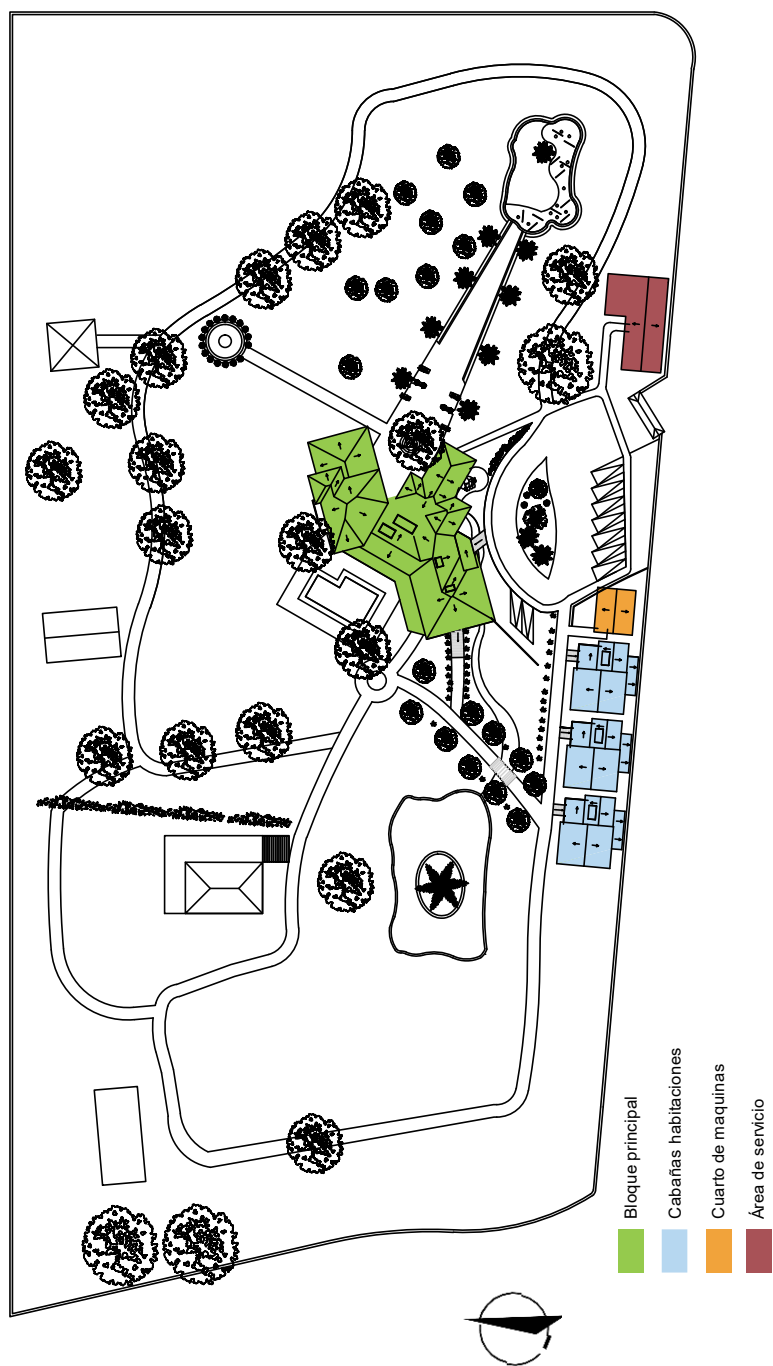 Bloque principal
Cabañas habitaciones
Cuarto de maquinas
Área de servicio